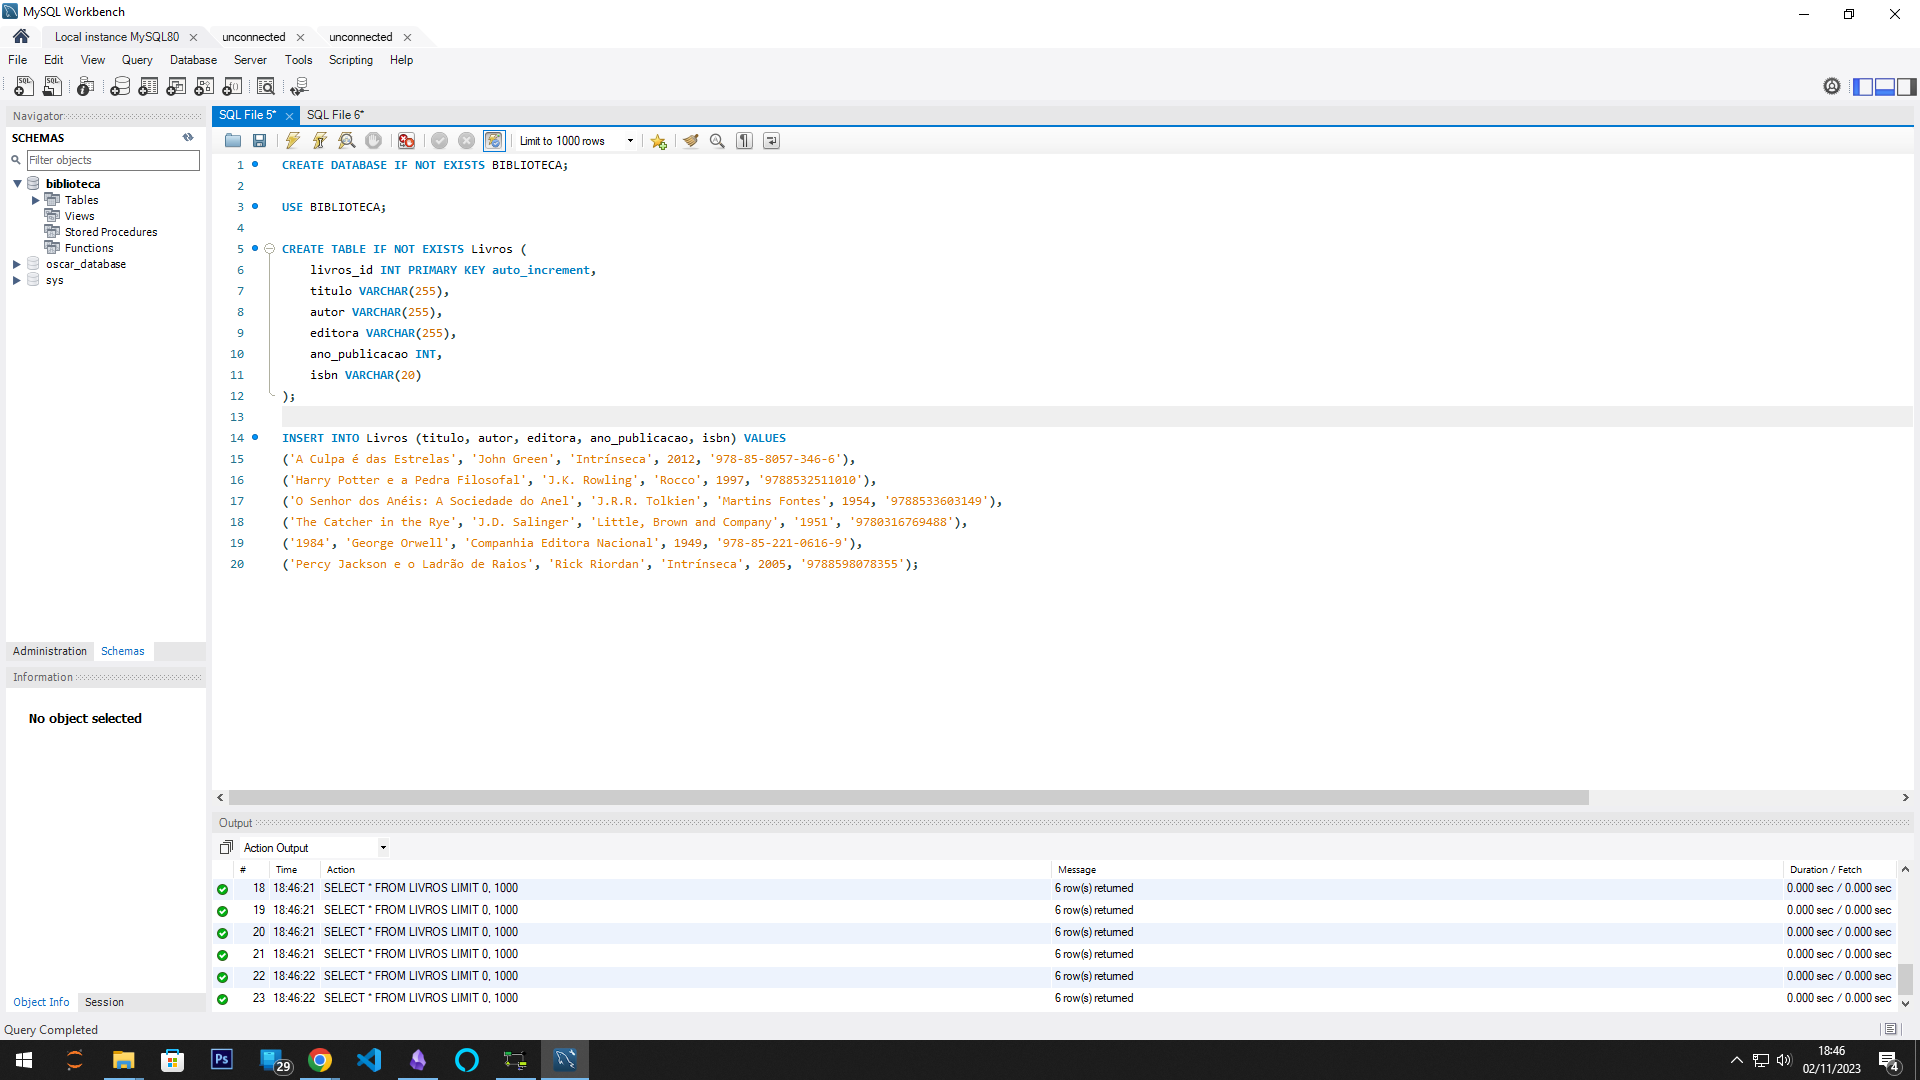 MySQL Workbench
Local instance MySQL80
unconnected
unconnected
File Edit View Query Database Server Tools Scripting Help
Navigator
SQL File 5*
SQL File 6*
SCHEMAS
Limit to 1000 rows
Filter objects
biblioteca
Tables
Views
Stored Procedures
Functions
oscar_database
sys
1 CREATE DATABASE IF NOT EXISTS BIBLIOTECA;
2
3 USE BIBLIOTECA;
4
5 CREATE TABLE IF NOT EXISTS Livros (
6 livros_id INT PRIMARY KEY auto_increment,
7 titulo VARCHAR(255),
8 autor VARCHAR(255),
9 editora VARCHAR(255),
10 ano_publicacao INT,
11 isbn VARCHAR(20)
12 );
13
14 INSERT INTO Livros (titulo, autor, editora, ano_publicacao, isbn) VALUES
15 ('A Culpa é das Estrelas', 'John Green', 'Intrínseca', 2012, '978-85-8057-346-6'),
16 ('Harry Potter e a Pedra Filosofal', 'J.K. Rowling', 'Rocco', 1997, '9788532511010'),
17 ('O Senhor dos Anéis: A Sociedade do Anel', 'J.R.R. Tolkien', 'Martins Fontes', 1954, '9788533603149'),
18 ('The Catcher in the Rye', 'J.D. Salinger', 'Little, Brown and Company', '1951', '9780316769488'),
19 ('1984', 'George Orwell', 'Companhia Editora Nacional', 1949, '978-85-221-0616-9'),
20 ('Percy Jackson e o Ladrão de Raios', 'Rick Riordan', 'Intrínseca', 2005, '9788598078355');
Administration Schemas
Information
No object selected
Output
Action Output
# Time Action Message Duration / Fetch
18 18:46:21 SELECT * FROM LIVROS LIMIT 0, 1000 6 row(s) returned 0.000 sec / 0.000 sec
19 18:46:21 SELECT * FROM LIVROS LIMIT 0, 1000 6 row(s) returned 0.000 sec / 0.000 sec
20 18:46:21 SELECT * FROM LIVROS LIMIT 0, 1000 6 row(s) returned 0.000 sec / 0.000 sec
21 18:46:21 SELECT * FROM LIVROS LIMIT 0, 1000 6 row(s) returned 0.000 sec / 0.000 sec
22 18:46:22 SELECT * FROM LIVROS LIMIT 0, 1000 6 row(s) returned 0.000 sec / 0.000 sec
23 18:46:22 SELECT * FROM LIVROS LIMIT 0, 1000 6 row(s) returned 0.000 sec / 0.000 sec
Object Info Session
Query Completed
Ps
29
18:46
02/11/2023
4